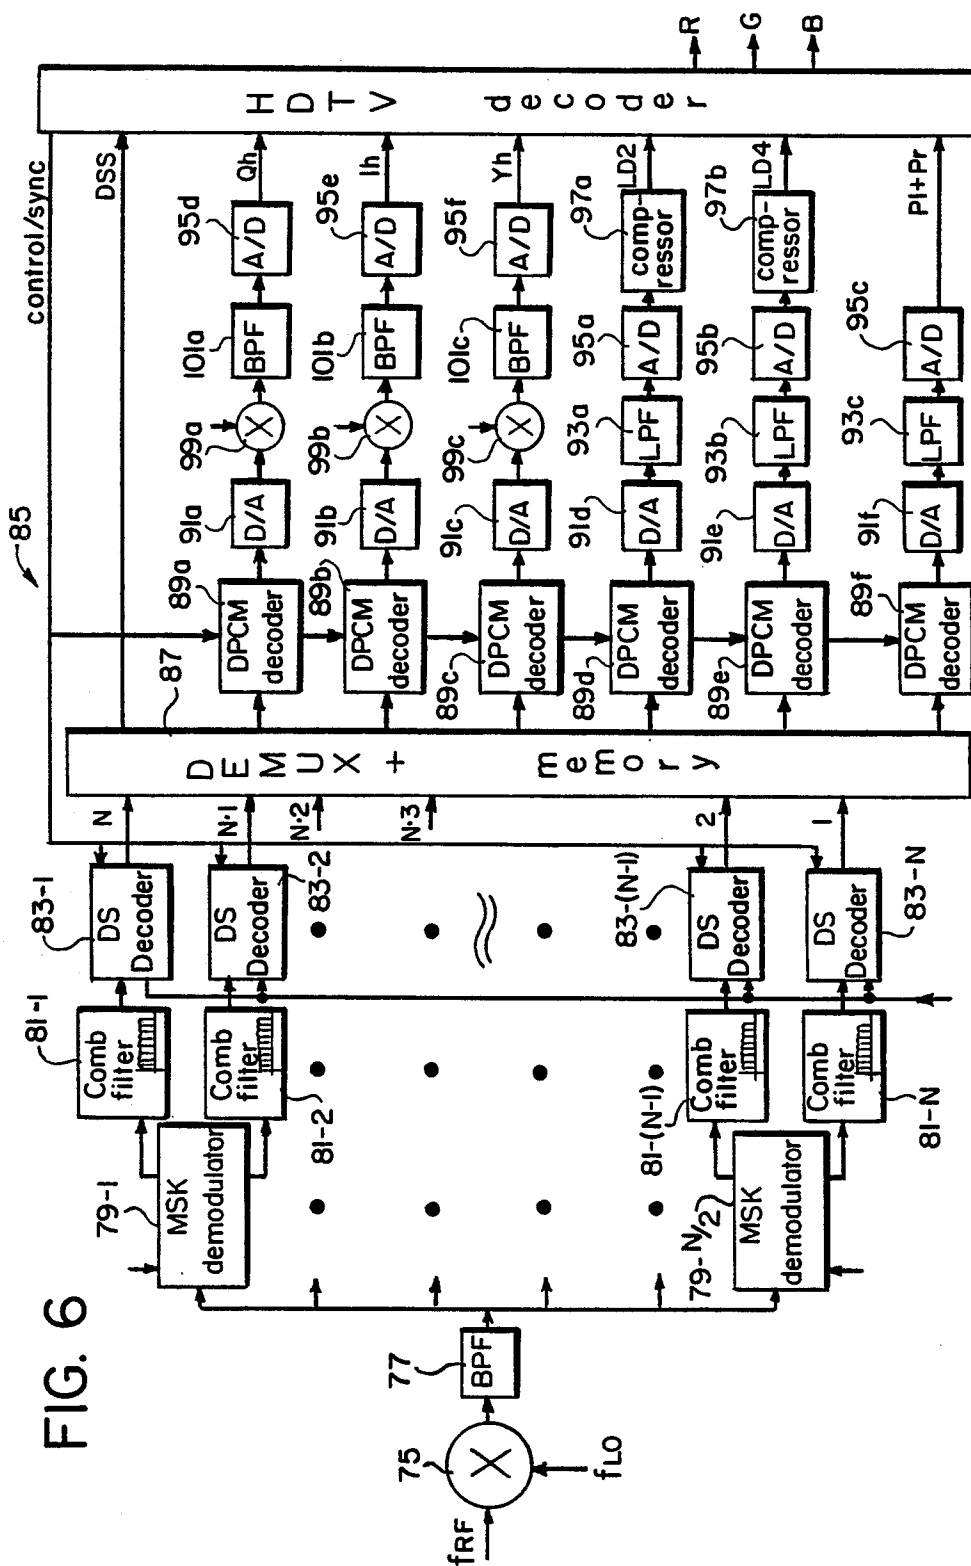 FIG. 6
fRF
75
X
fLO
77
BPF
79-1
MSK
demodulator
79-N/2
MSK
demodulator
81-1
Comb
filter
81-2
Comb
filter
81-(N-1)
Comb
filter
81-N
Comb
filter
83-1
DS
Decoder
83-2
DS
Decoder
83-(N-1)
DS
Decoder
83-N
DS
Decoder
N
N·1
N·2
N·3
2
1
85
87
DEMUX + memory
control/sync
DSS
89a
DPCM
decoder
91a
D/A
99a
X
101a
BPF
95d
A/D
Qh
89b
DPCM
decoder
91b
D/A
99b
X
101b
BPF
95e
A/D
Ih
89c
DPCM
decoder
91c
D/A
99c
X
101c
BPF
95f
A/D
Yh
89d
DPCM
decoder
91d
D/A
93a
LPF
95a
A/D
97a
comp-
ressor
LD2
89e
DPCM
decoder
91e
D/A
93b
LPF
95b
A/D
97b
comp-
ressor
LD4
89f
DPCM
decoder
91f
D/A
93c
LPF
95c
A/D
Pl+Pr
HDTV decoder
R
G
B